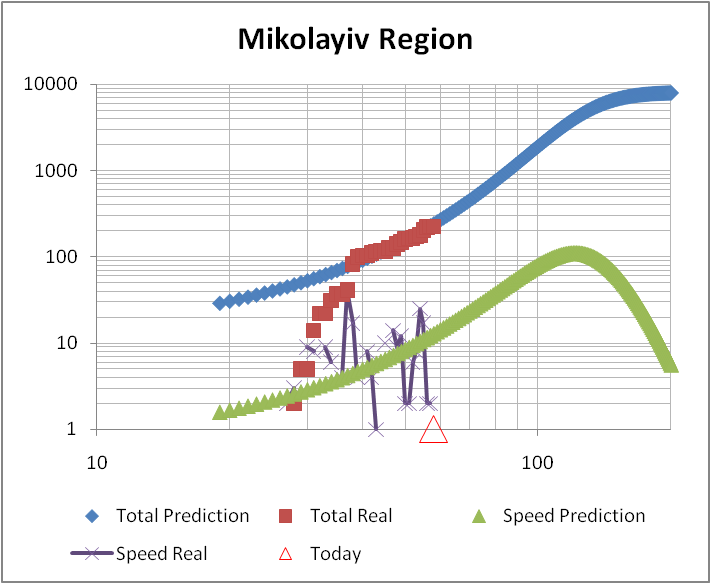 Mikolayiv Region
10000
1000
100
10
1
10 100
Total Prediction Total Real Speed Prediction
Speed Real Today